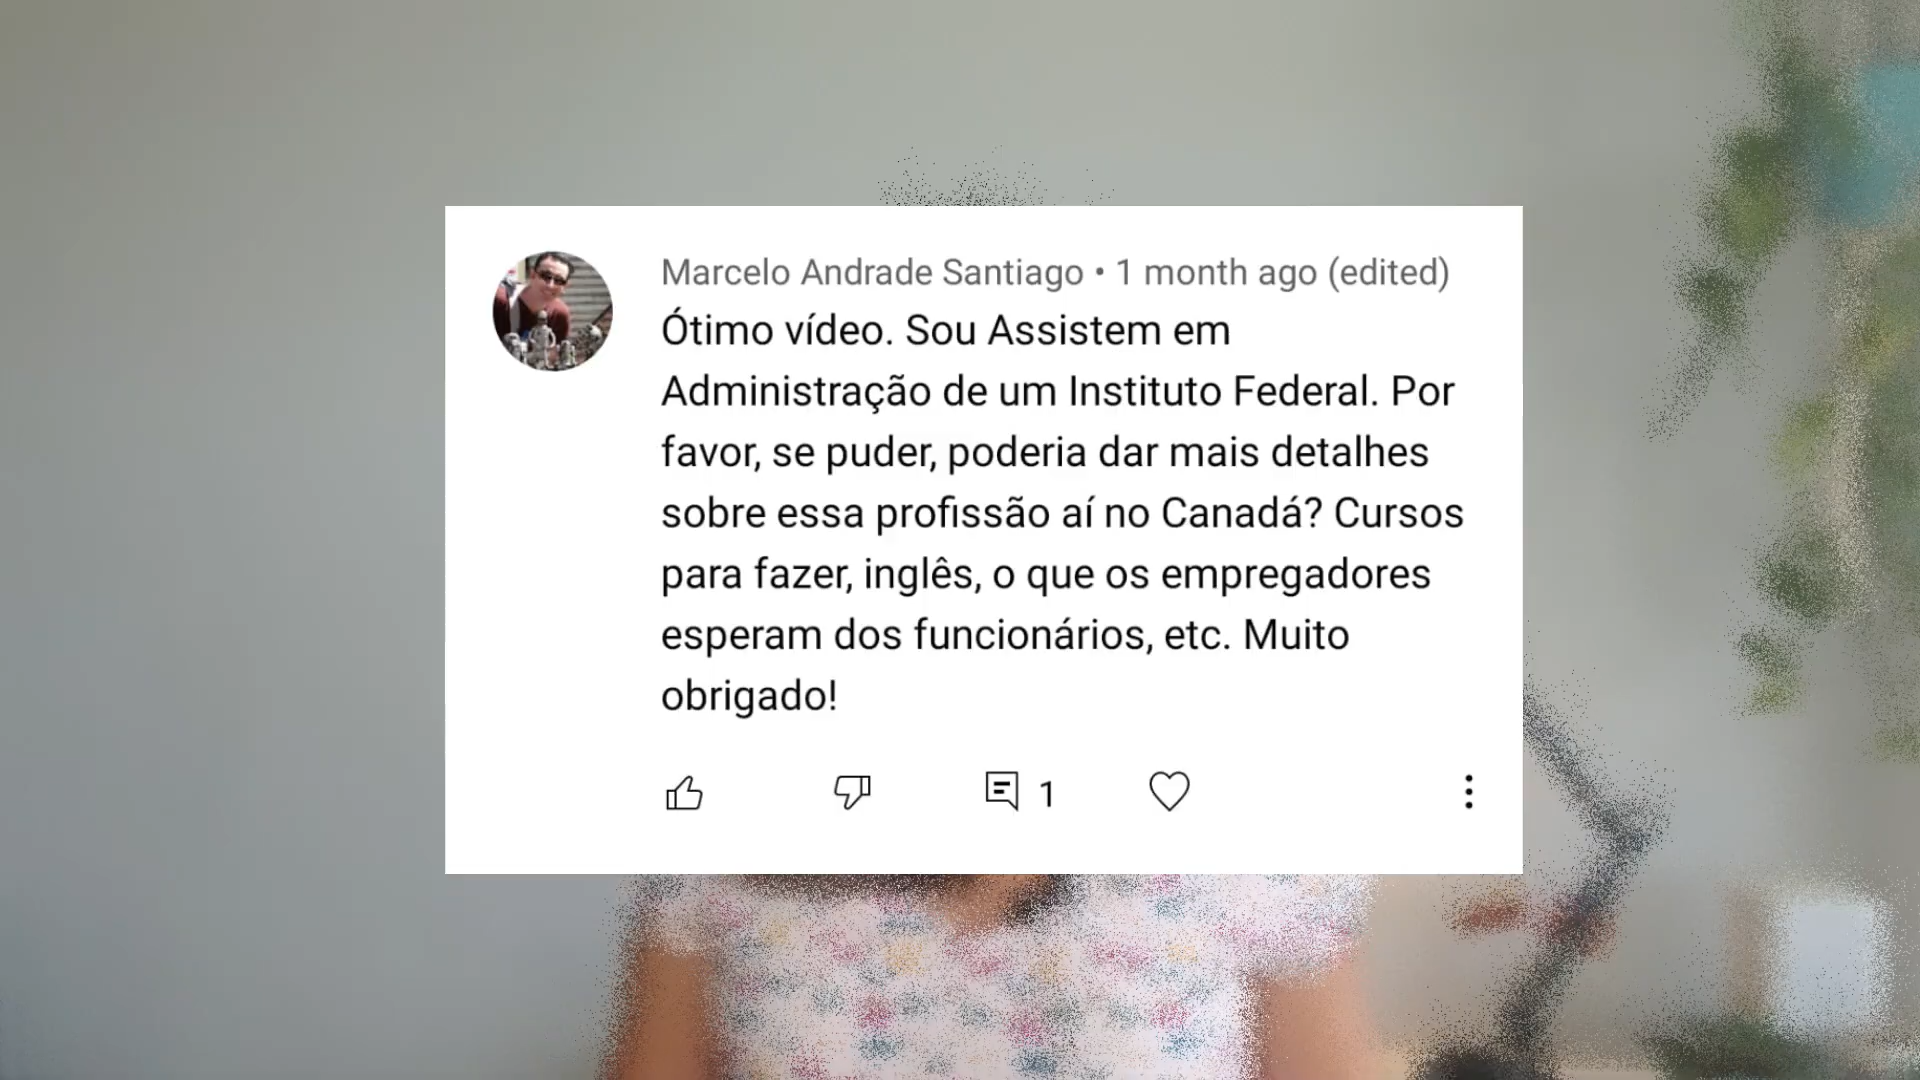 Marcelo Andrade Santiago • 1 month ago (edited)
Ótimo vídeo. Sou Assistem em
Administração de um Instituto Federal. Por
favor, se puder, poderia dar mais detalhes
sobre essa profissão aí no Canadá? Cursos
para fazer, inglês, o que os empregadores
esperam dos funcionários, etc. Muito
obrigado!
1